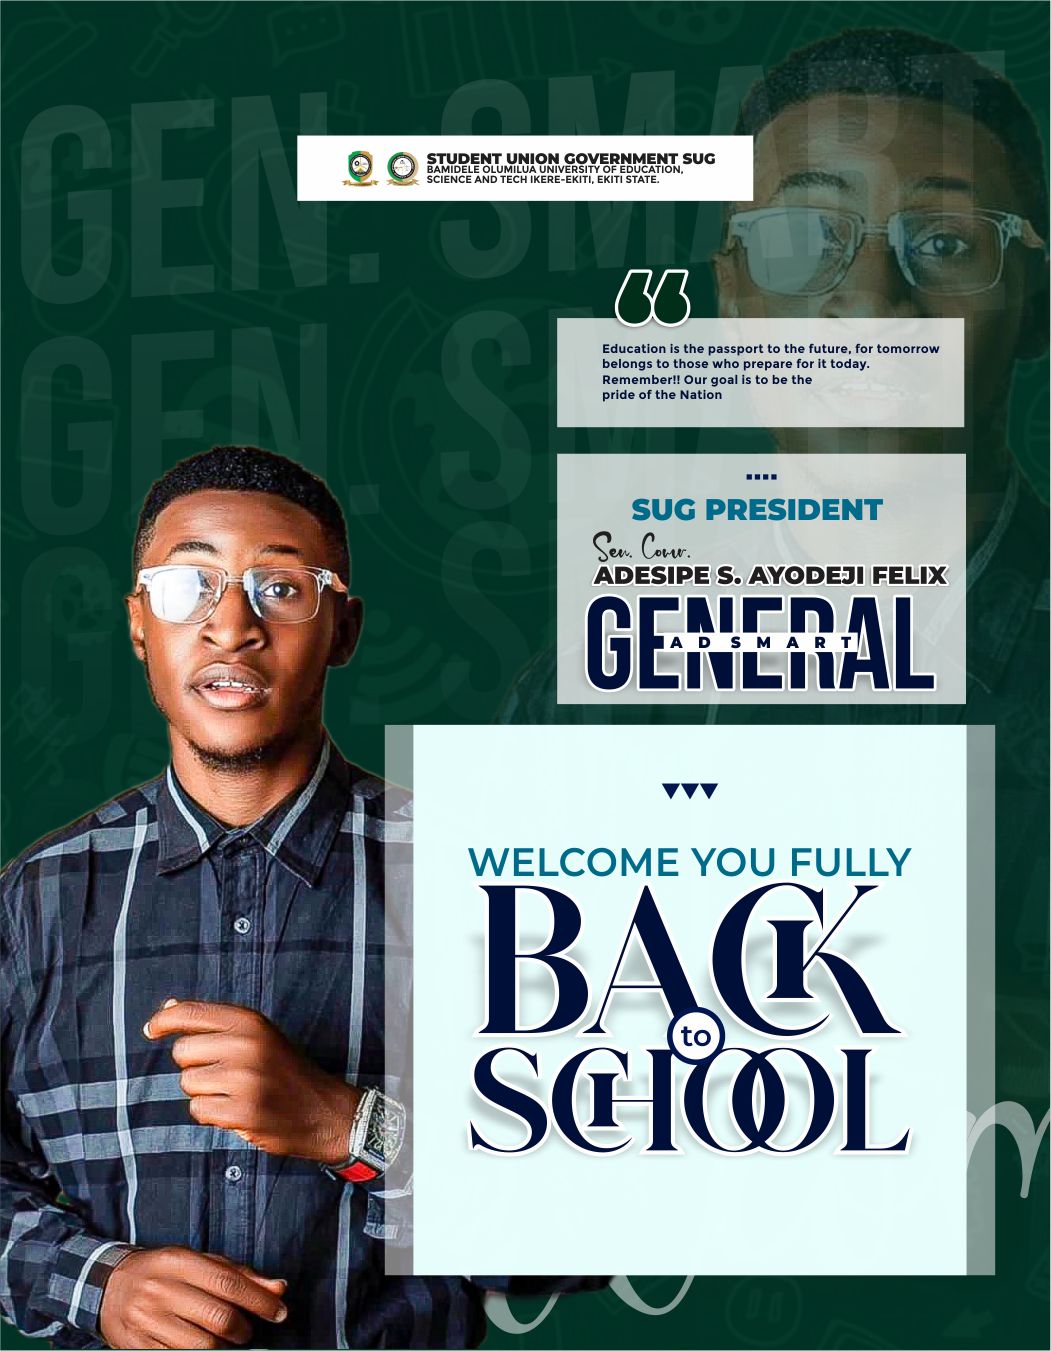 GEN. SMART
STUDENT UNION GOVERNMENT SUG
BAMIDELE OLUMILUA UNIVERSITY OF EDUCATION,
SCIENCE AND TECH IKERE-EKITI, EKITI STATE.
GEN. SMART
Education is the passport to the future, for tomorrow
belongs to those who prepare for it today.
Remember!! Our goal is to be the
pride of the Nation
SUG PRESIDENT
Sen. Comr.
ADESIPE S. AYODEJI FELIX
GENERAL
AD SMART
WELCOME YOU FULLY
BACK
to
SCHOOL